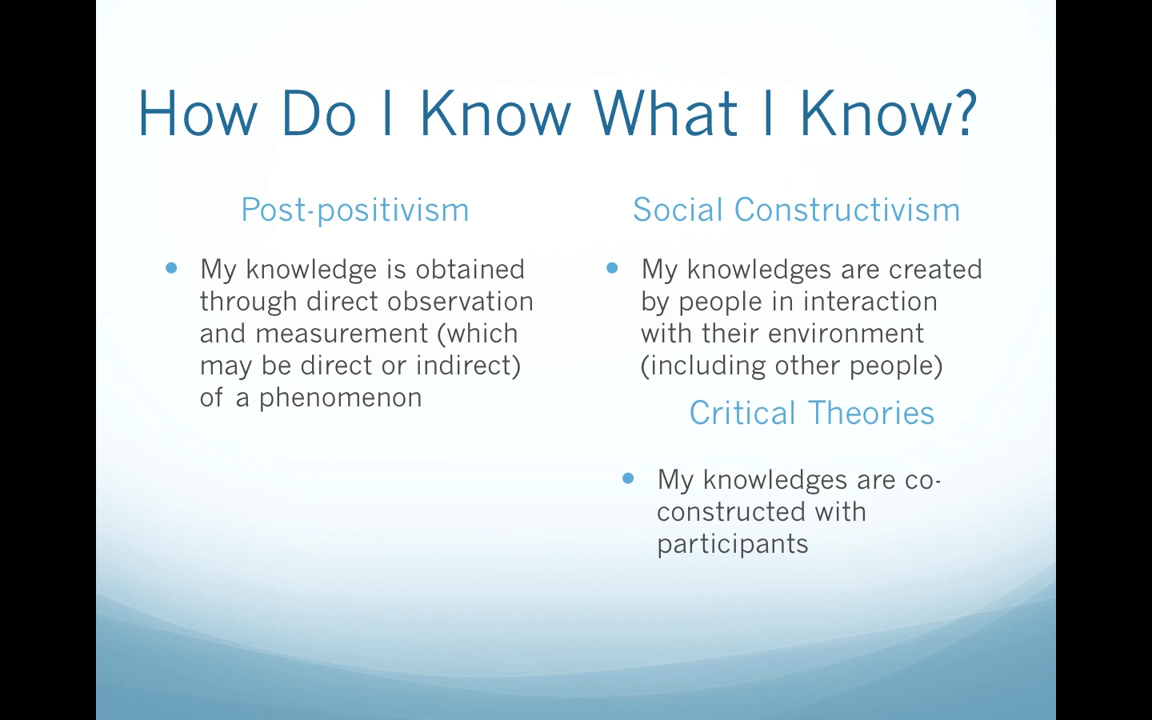 How Do I Know What I Know?
Post-positivism
My knowledge is obtained
through direct observation
and measurement (which
may be direct or indirect)
of a phenomenon
Social Constructivism
My knowledges are created
by people in interaction
with their environment
(including other people)
Critical Theories
My knowledges are co-
constructed with
participants